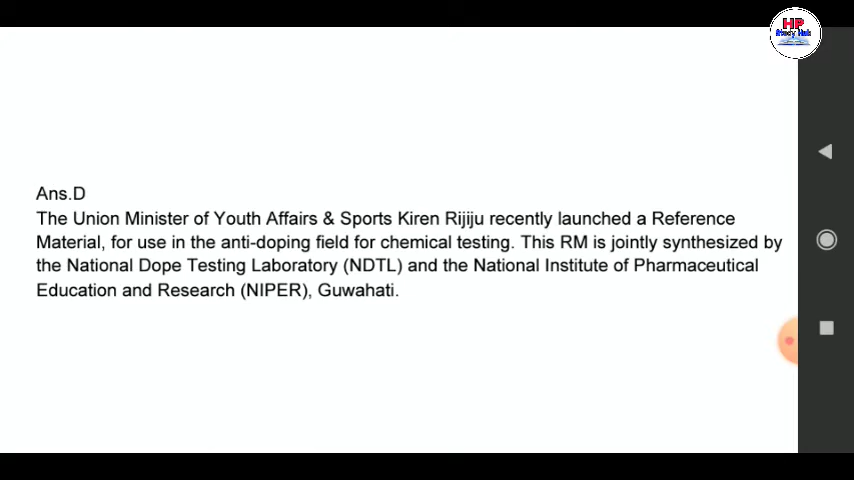 HP
Study Hub
Ans.D
The Union Minister of Youth Affairs & Sports Kiren Rijiju recently launched a Reference
Material, for use in the anti-doping field for chemical testing. This RM is jointly synthesized by
the National Dope Testing Laboratory (NDTL) and the National Institute of Pharmaceutical
Education and Research (NIPER), Guwahati.